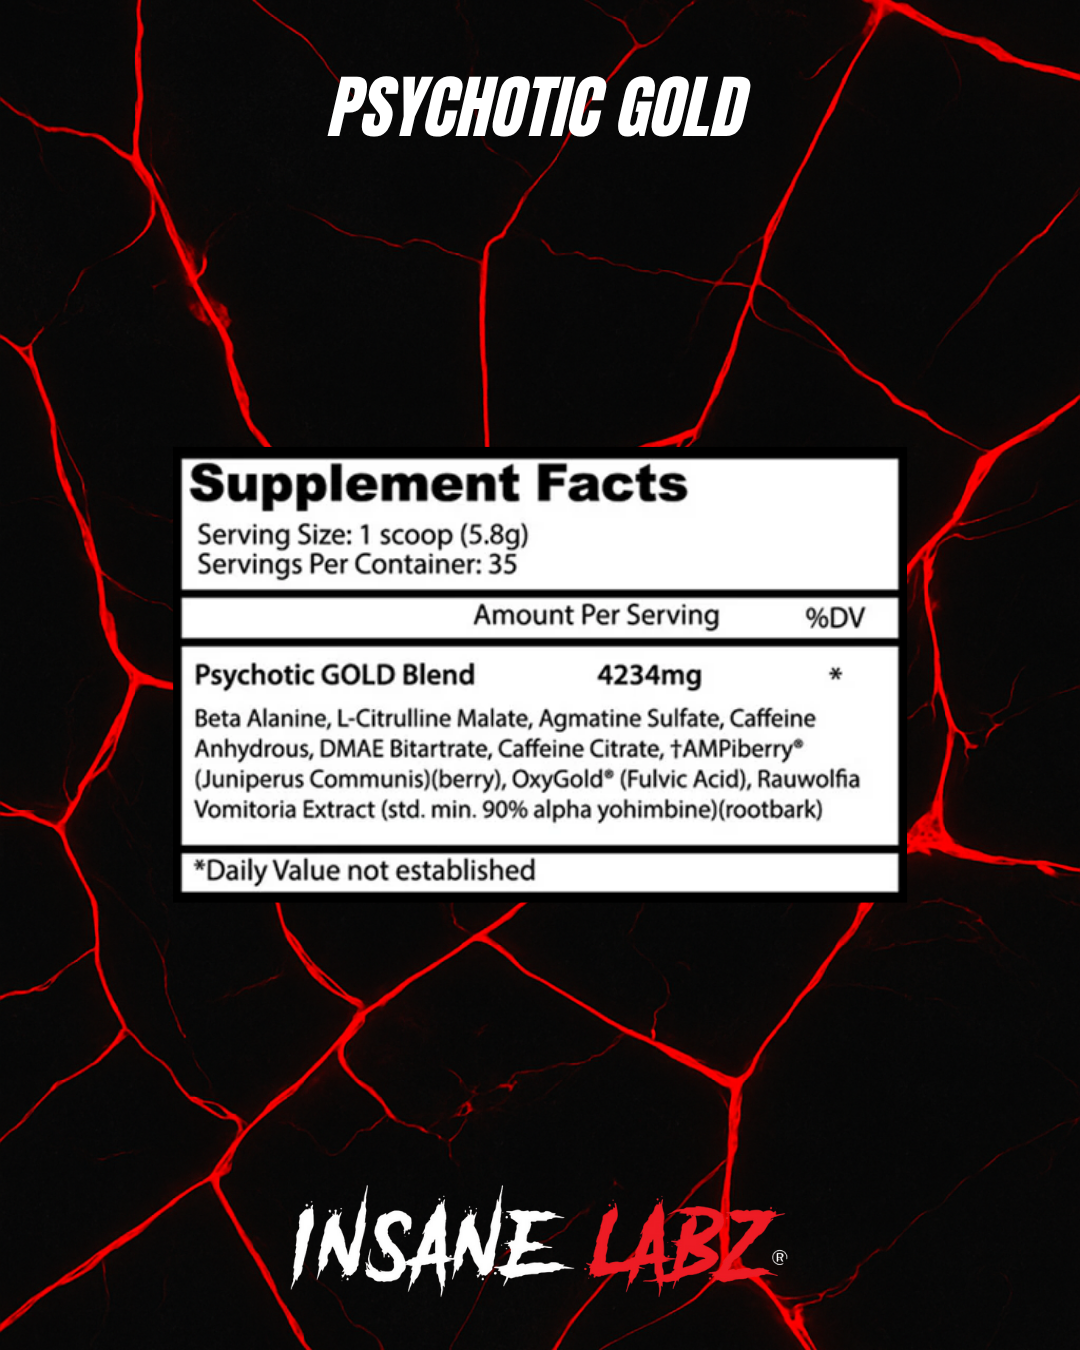 PSYCHOTIC GOLD
Supplement Facts
Serving Size: 1 scoop (5.8g)
Servings Per Container: 35
Amount Per Serving %DV
Psychotic GOLD Blend 4234mg *
Beta Alanine, L-Citrulline Malate, Agmatine Sulfate, Caffeine
Anhydrous, DMAE Bitartrate, Caffeine Citrate, †AMPiberry®
(Juniperus Communis)(berry), OxyGold® (Fulvic Acid), Rauwolfia
Vomitoria Extract (std. min. 90% alpha yohimbine)(rootbark)
*Daily Value not established
INSANE LABZ®